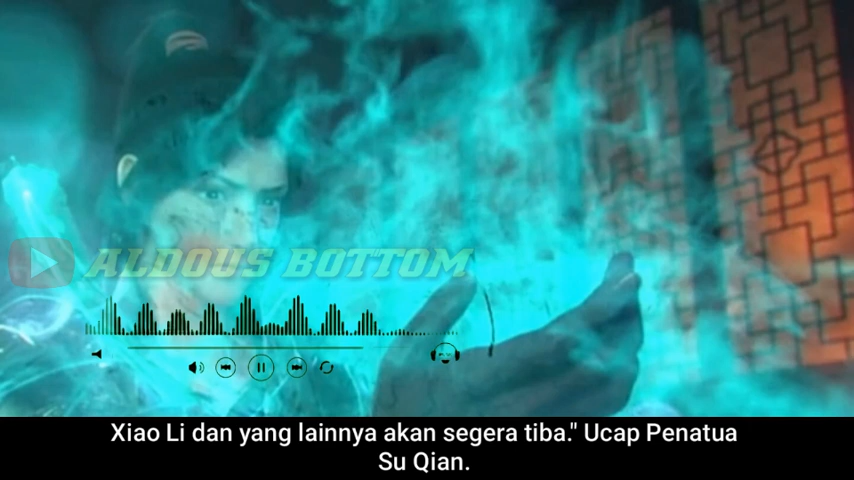 ALDOUS BOTTOM
Xiao Li dan yang lainnya akan segera tiba." Ucap Penatua
Su Qian.